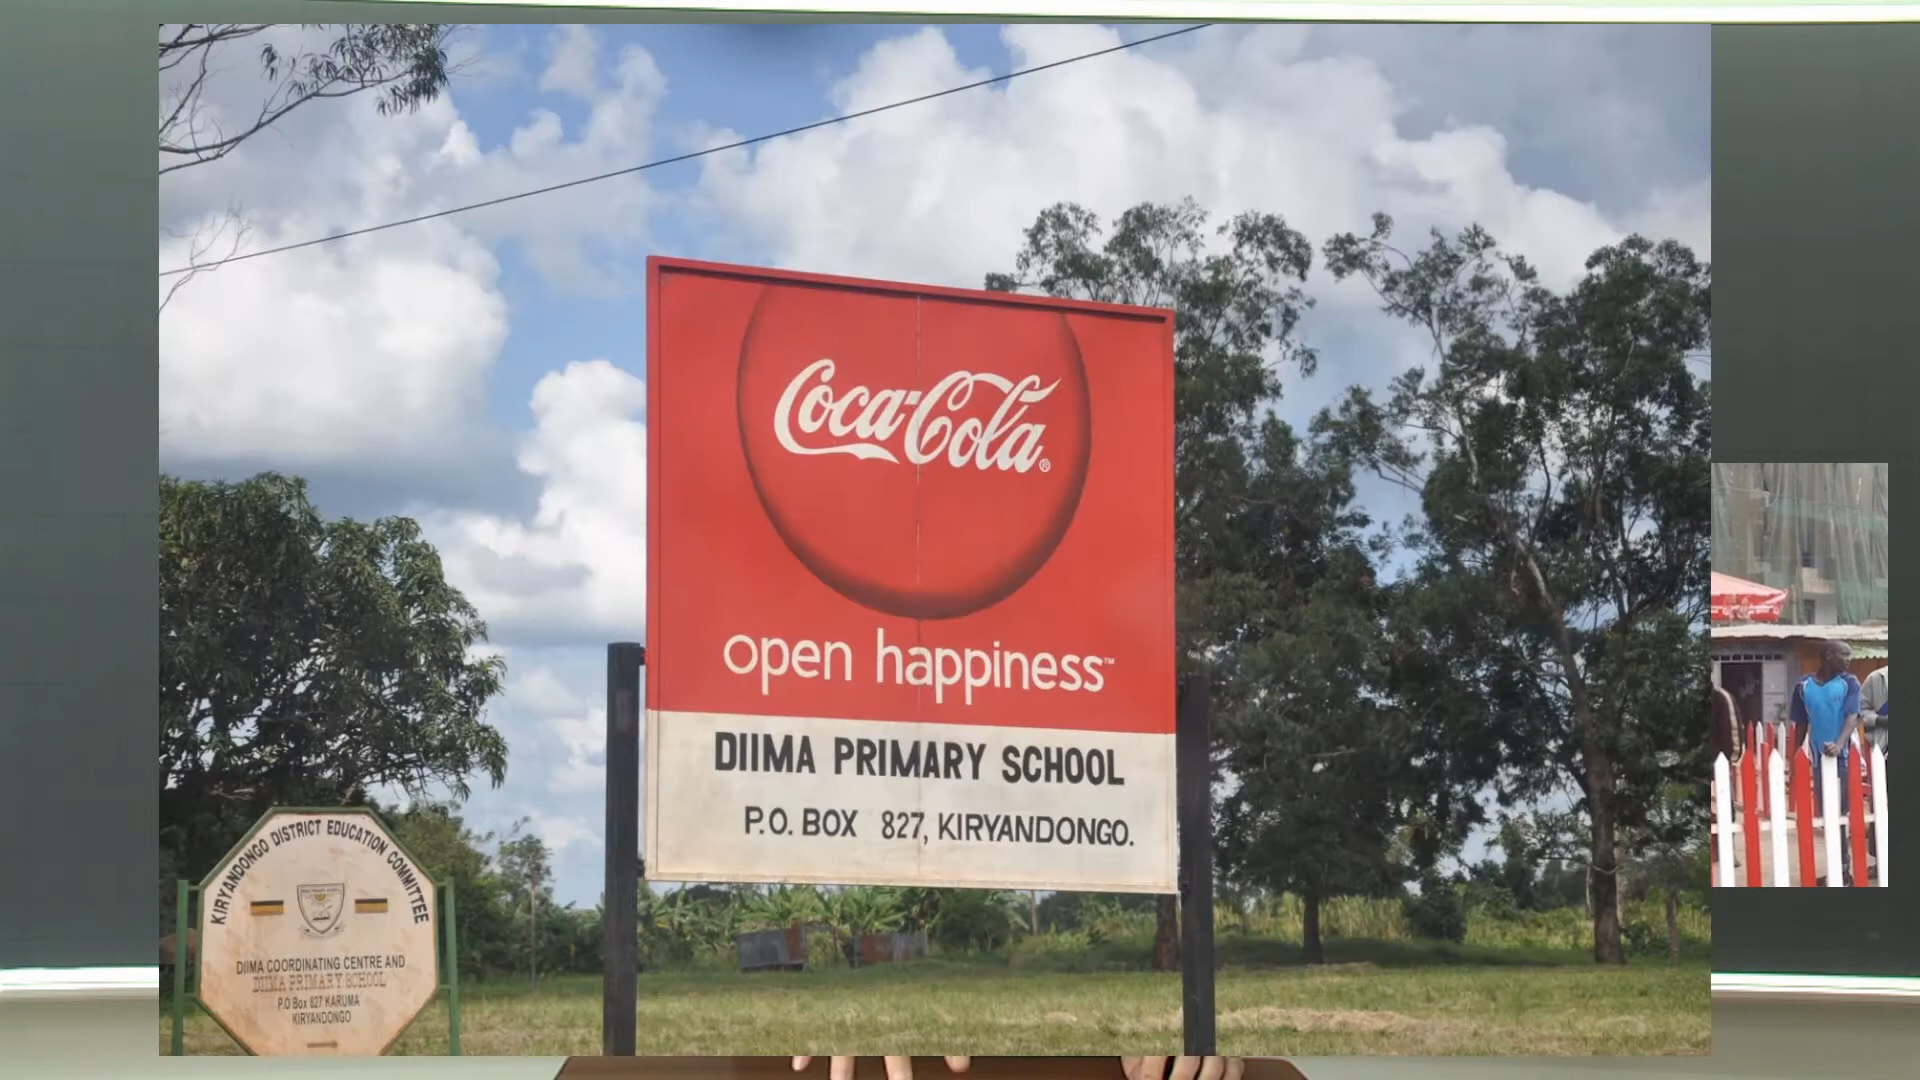 Coca-Cola®
open happiness™
DIIMA PRIMARY SCHOOL
P.O. BOX 827, KIRYANDONGO.
KIRYANDONGO DISTRICT EDUCATION COMMITTEE
DIIMA COORDINATING CENTRE AND
DIIMA PRIMARY SCHOOL
P.O Box 827 KARUMA
KIRYANDONGO